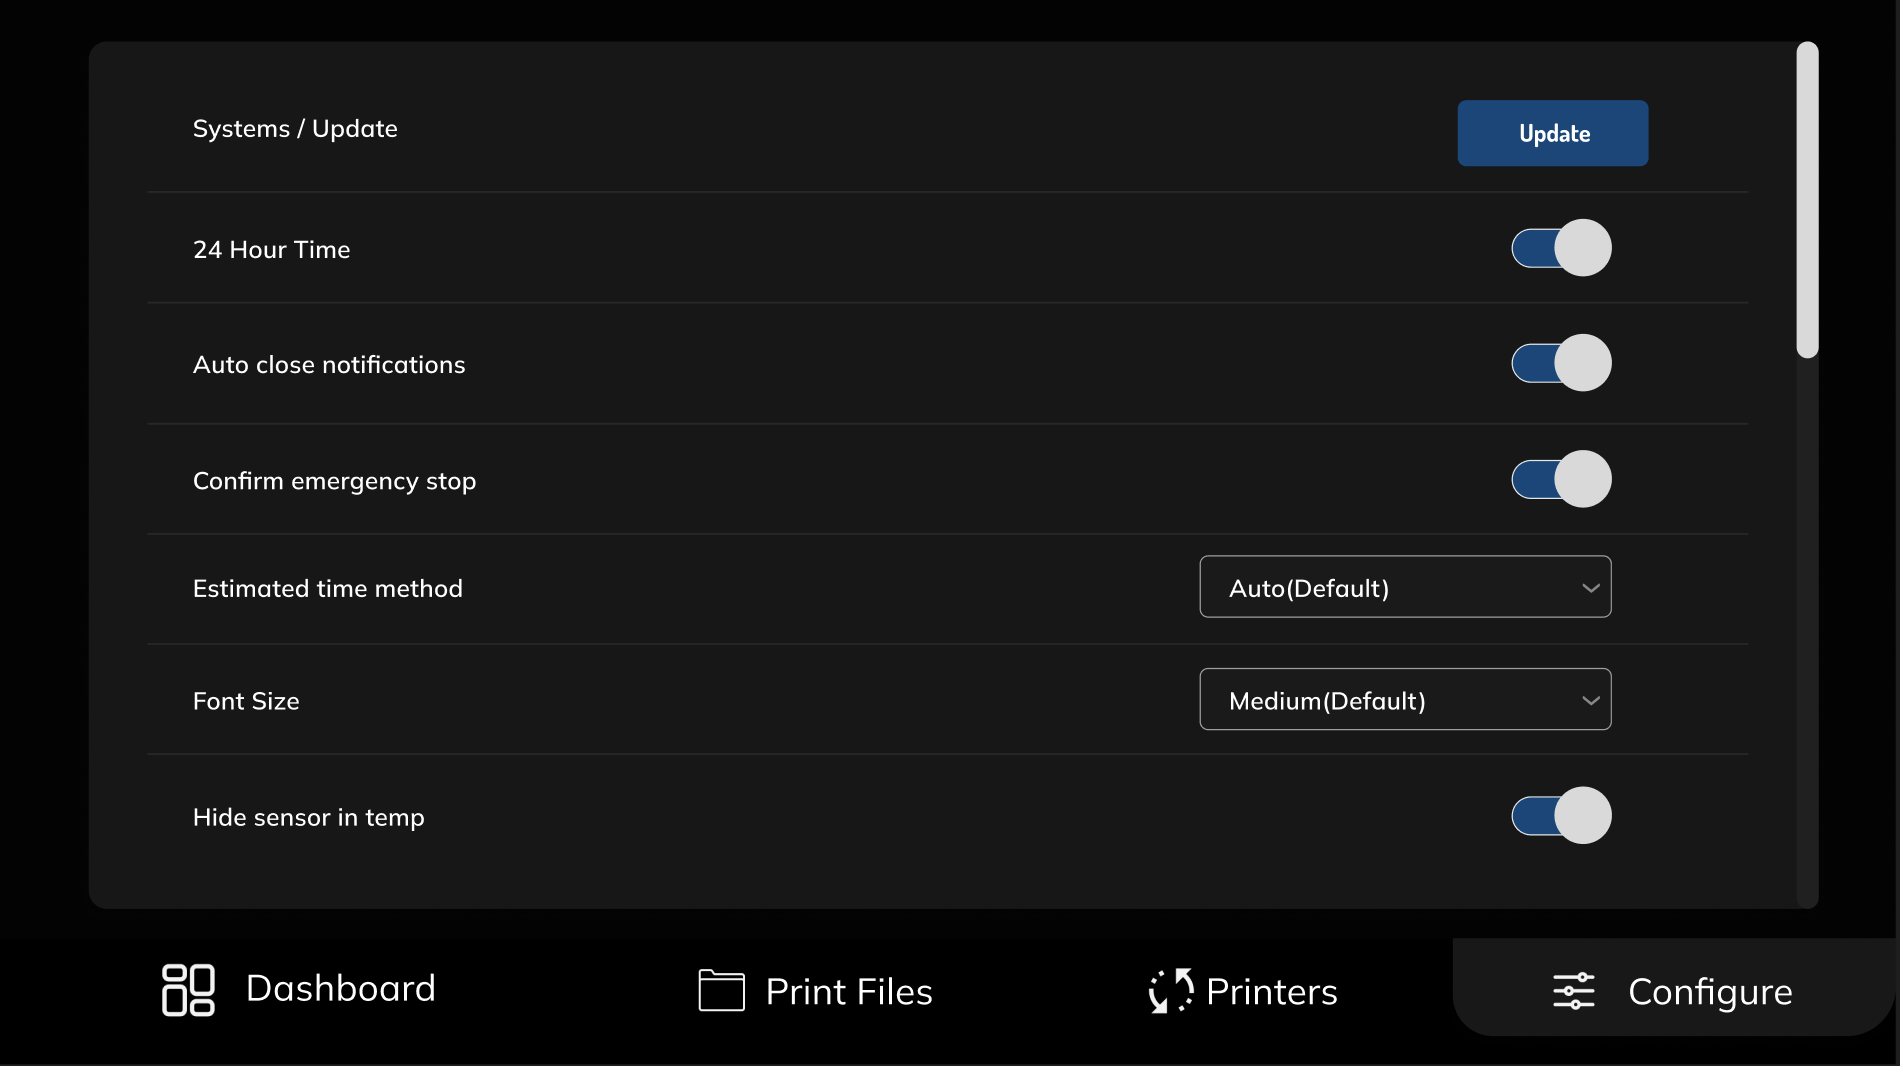 Systems / Update
Update
24 Hour Time
Auto close notifications
Confirm emergency stop
Estimated time method
Auto(Default)
Font Size
Medium(Default)
Hide sensor in temp
Dashboard
Print Files
Printers
Configure